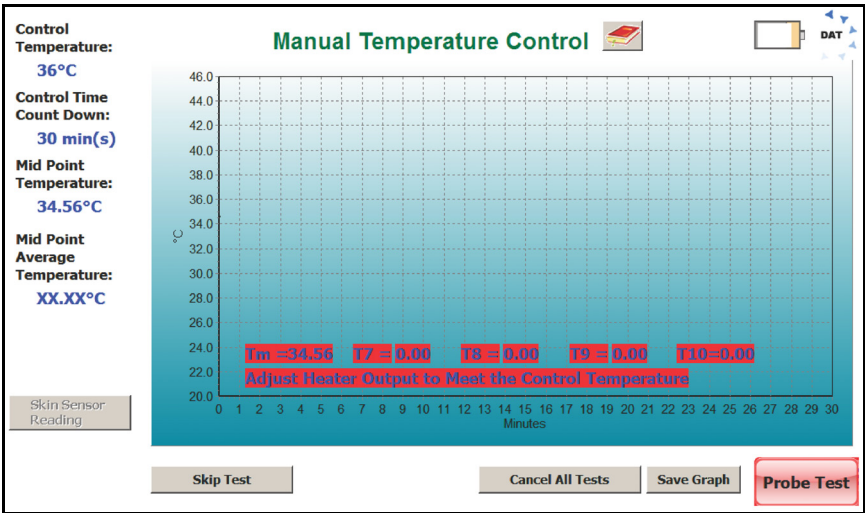 Control
Temperature:
36°C
Control Time
Count Down:
30 min(s)
Mid Point
Temperature:
34.56°C
Mid Point
Average
Temperature:
XX.XX°C
Skin Sensor
Reading
Manual Temperature Control
DAT
46.0
44.0
42.0
40.0
38.0
36.0
34.0
32.0
30.0
28.0
26.0
24.0
22.0
20.0
°C
Tm =34.56 T7 = 0.00 T8 = 0.00 T9 = 0.00 T10=0.00
Adjust Heater Output to Meet the Control Temperature
0 1 2 3 4 5 6 7 8 9 10 11 12 13 14 15 16 17 18 19 20 21 22 23 24 25 26 27 28 29 30
Minutes
Skip Test
Cancel All Tests
Save Graph
Probe Test